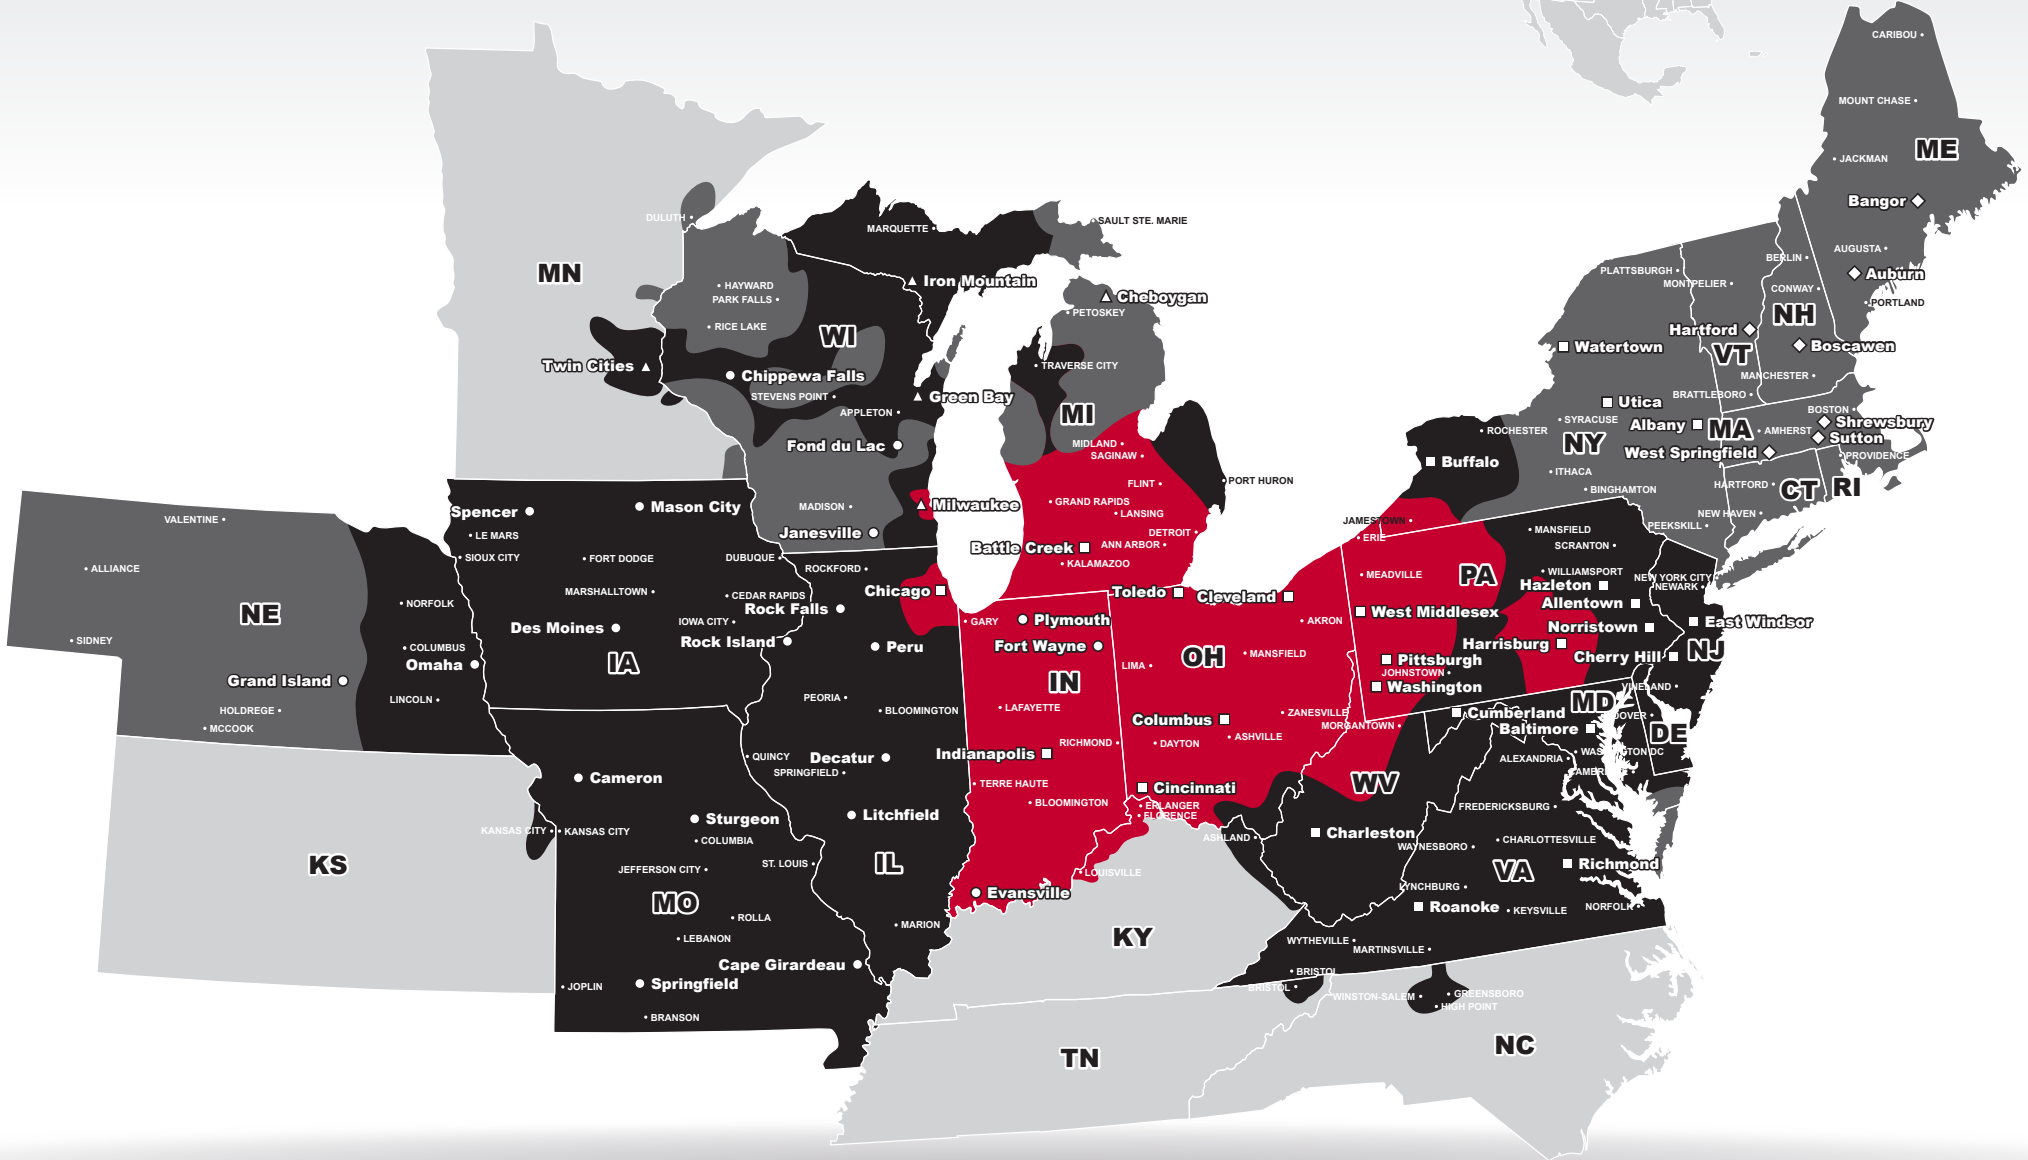 CARIBOU
MOUNT CHASE
ME
JACKMAN
Bangor
DULUTH
SAULT STE. MARIE
MARQUETTE
AUGUSTA
BERLIN
MN
PLATTSBURGH
Auburn
HAYWARD
Iron Mountain
MONTPELIER
CONWAY
PARK FALLS
Cheboygan
PORTLAND
PETOSKEY
NH
RICE LAKE
Hartford
WI
Watertown
Boscawen
VT
Twin Cities
TRAVERSE CITY
Chippewa Falls
MANCHESTER
STEVENS POINT
Green Bay
BRATTLEBORO
Utica
APPLETON
MI
BOSTON
SYRACUSE
Albany
Shrewsbury
ROCHESTER
MA
AMHERST
Sutton
Fond du Lac
MIDLAND
NY
West Springfield
SAGINAW
PROVIDENCE
Buffalo
ITHACA
FLINT
PORT HURON
HARTFORD
CT
RI
BINGHAMTON
GRAND RAPIDS
Milwaukee
Mason City
MADISON
Spencer
LANSING
NEW HAVEN
VALENTINE
JAMESTOWN
PEEKSKILL
MANSFIELD
LE MARS
Janesville
DETROIT
ERIE
Battle Creek
ANN ARBOR
SCRANTON
SIOUX CITY
FORT DODGE
DUBUQUE
KALAMAZOO
ALLIANCE
ROCKFORD
WILLIAMSPORT
MEADVILLE
PA
NEW YORK CITY
Hazleton
NEWARK
MARSHALLTOWN
CEDAR RAPIDS
Chicago
Toledo
Cleveland
NORFOLK
Rock Falls
Allentown
NE
West Middlesex
IOWA CITY
GARY
Plymouth
AKRON
East Windsor
Des Moines
Norristown
SIDNEY
Rock Island
Peru
Fort Wayne
Harrisburg
COLUMBUS
MANSFIELD
NJ
Omaha
IA
LIMA
OH
Pittsburgh
Cherry Hill
JOHNSTOWN
Grand Island
IN
Washington
VINELAND
LINCOLN
PEORIA
MD
HOLDREGE
BLOOMINGTON
LAFAYETTE
ZANESVILLE
Cumberland
DOVER
Columbus
MORGANTOWN
MCCOOK
Baltimore
DE
ASHVILLE
RICHMOND
DAYTON
Indianapolis
WASHINGTON DC
QUINCY
Decatur
ALEXANDRIA
SPRINGFIELD
Cameron
TERRE HAUTE
WV
Cincinnati
BLOOMINGTON
ERLANGER
FREDERICKSBURG
Litchfield
FLORENCE
Sturgeon
KANSAS CITY
KANSAS CITY
Charleston
ASHLAND
COLUMBIA
CHARLOTTESVILLE
WAYNESBORO
KS
ST. LOUIS
IL
Richmond
JEFFERSON CITY
LOUISVILLE
VA
LYNCHBURG
Evansville
MO
Roanoke
KEYSVILLE
NORFOLK
ROLLA
MARION
LEBANON
KY
WYTHEVILLE
MARTINSVILLE
Cape Girardeau
BRISTOL
Springfield
JOPLIN
BRISTOL
WINSTON-SALEM
GREENSBORO
HIGH POINT
BRANSON
NC
TN